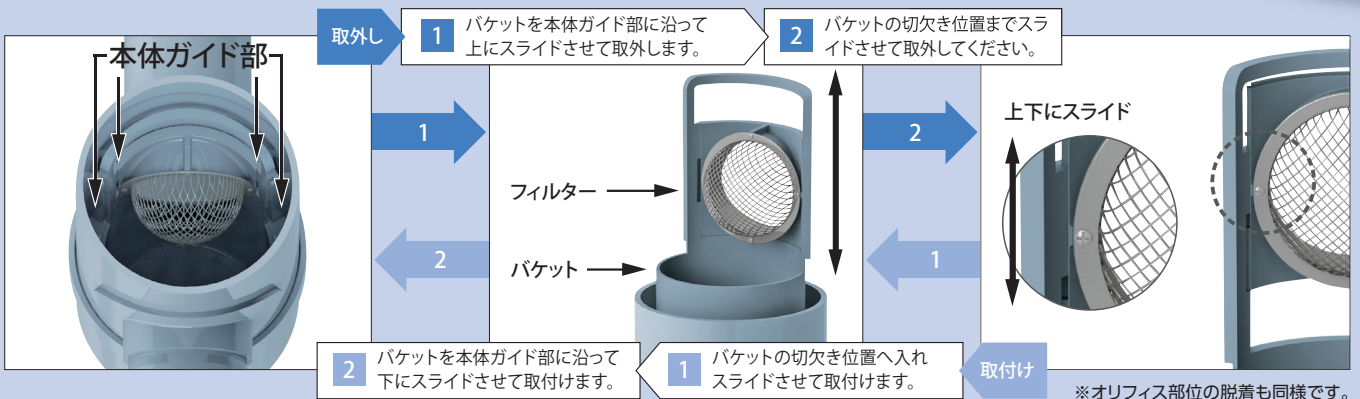 取外し
1 バケットを本体ガイド部に沿って
上にスライドさせて取外します。
2 バケットの切欠き位置までスラ
イドさせて取外してください。
本体ガイド部
1
フィルター
バケット
2
2
1
上下にスライド
2 バケットを本体ガイド部に沿って
下にスライドさせて取付けます。
1 バケットの切欠き位置へ入れ
スライドさせて取付けます。
取付け
※オリフィス部位の脱着も同様です。